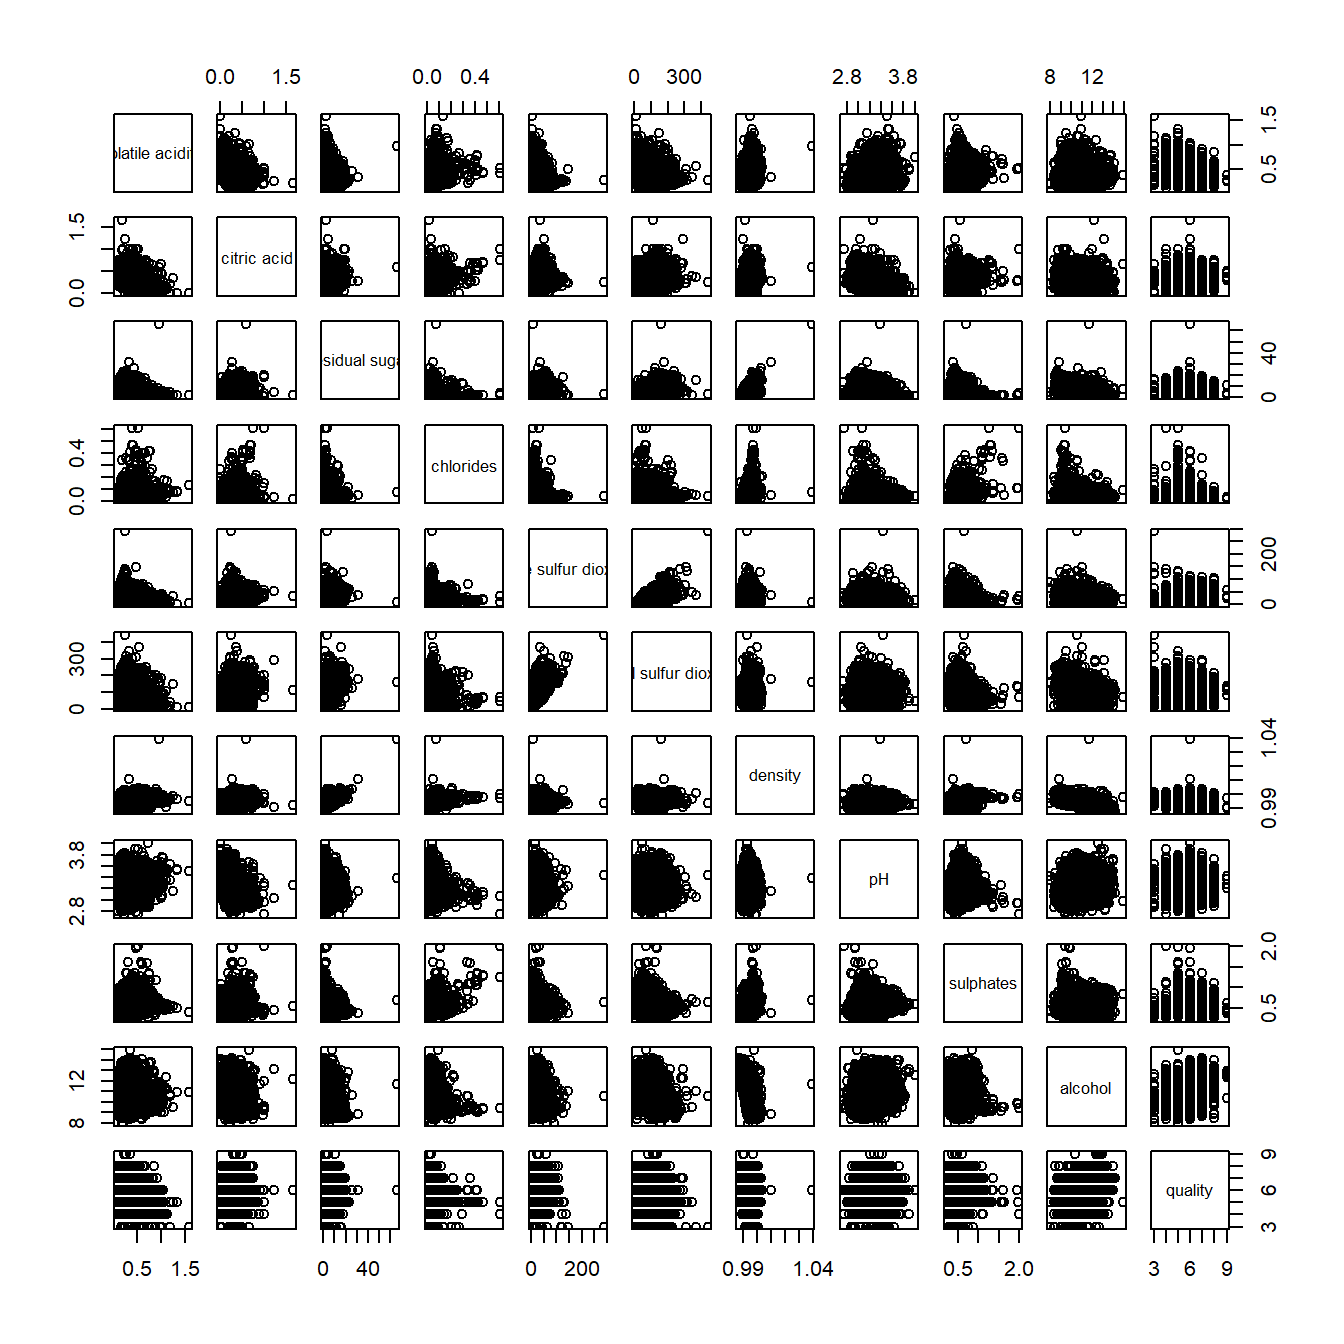 0.0 1.5 0.0 0.4 0 300 2.8 3.8 8 12
olatile acidi 0.5 1.5
0.0 1.5 citric acid
sidual suga 0 40
0.0 0.4 chlorides
e sulfur diox 0 200
0 300 l sulfur diox
density 0.99 1.04
2.8 3.8 pH
sulphates 0.5 2.0
8 12 alcohol
quality 3 6 9
0.5 1.5 0 40 0 200 0.99 1.04 0.5 2.0 3 6 9